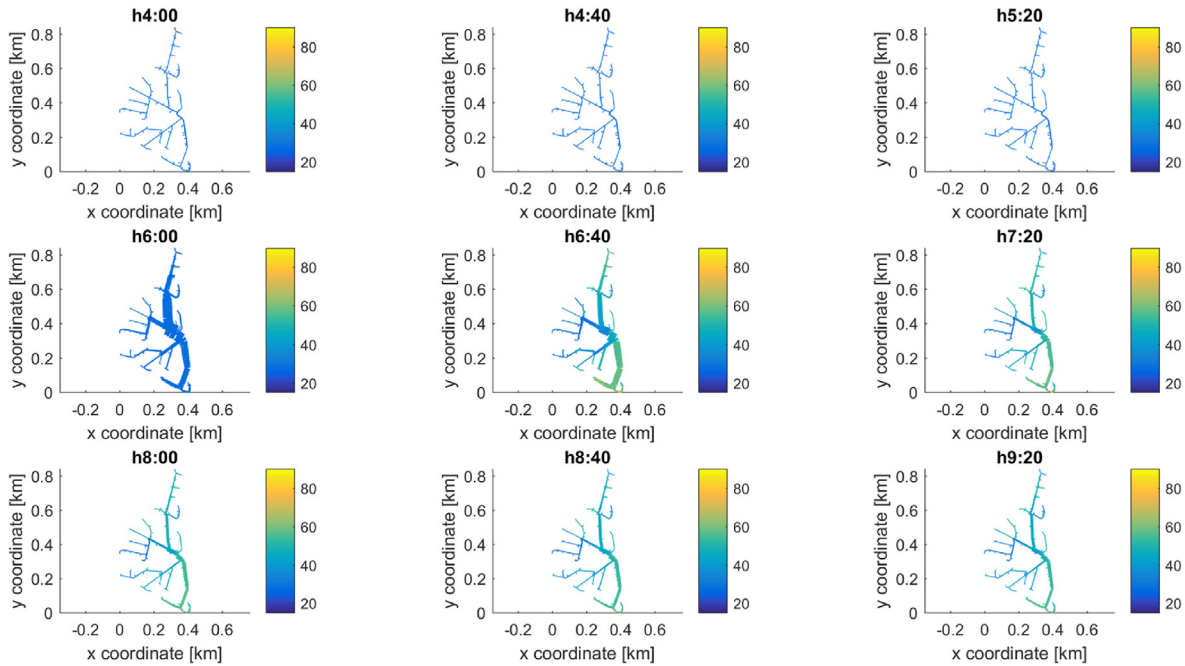 h4:00 h4:40 h5:20
y coordinate [km] 0.8 0.6 0.4 0.2 0 80 60 40 20 y coordinate [km] 0.8 0.6 0.4 0.2 0 80 60 40 20 y coordinate [km] 0.8 0.6 0.4 0.2 0 80 60 40 20
-0.2 0 0.2 0.4 0.6 -0.2 0 0.2 0.4 0.6 -0.2 0 0.2 0.4 0.6
x coordinate [km] x coordinate [km] x coordinate [km]
h6:00 h6:40 h7:20
y coordinate [km] 0.8 0.6 0.4 0.2 0 80 60 40 20 y coordinate [km] 0.8 0.6 0.4 0.2 0 80 60 40 20 y coordinate [km] 0.8 0.6 0.4 0.2 0 80 60 40 20
-0.2 0 0.2 0.4 0.6 -0.2 0 0.2 0.4 0.6 -0.2 0 0.2 0.4 0.6
x coordinate [km] x coordinate [km] x coordinate [km]
h8:00 h8:40 h9:20
y coordinate [km] 0.8 0.6 0.4 0.2 0 80 60 40 20 y coordinate [km] 0.8 0.6 0.4 0.2 0 80 60 40 20 y coordinate [km] 0.8 0.6 0.4 0.2 0 80 60 40 20
-0.2 0 0.2 0.4 0.6 -0.2 0 0.2 0.4 0.6 -0.2 0 0.2 0.4 0.6
x coordinate [km] x coordinate [km] x coordinate [km]